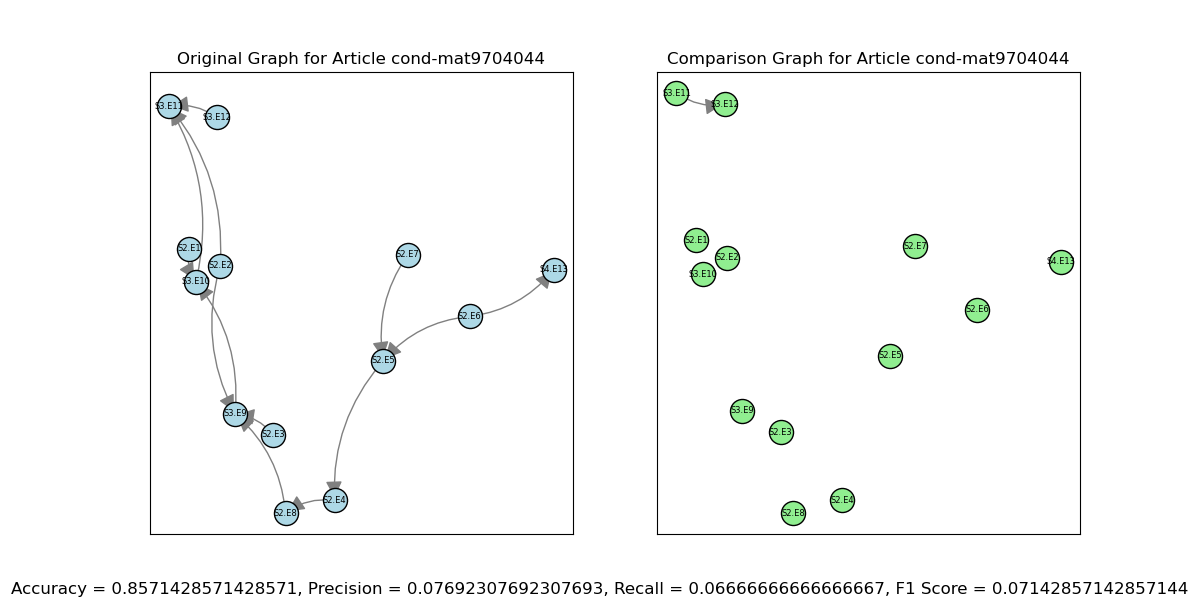 Original Graph for Article cond-mat9704044
Comparison Graph for Article cond-mat9704044
S3.E11
S3.E12
S2.E1
S2.E2
S3.E10
S2.E7
S4.E13
S2.E6
S2.E5
S3.E9
S2.E3
S2.E4
S2.E8
S3.E11
S3.E12
S2.E1
S2.E2
S3.E10
S2.E7
S4.E13
S2.E6
S2.E5
S3.E9
S2.E3
S2.E4
S2.E8
Accuracy = 0.8571428571428571, Precision = 0.07692307692307693, Recall = 0.06666666666666667, F1 Score = 0.07142857142857144